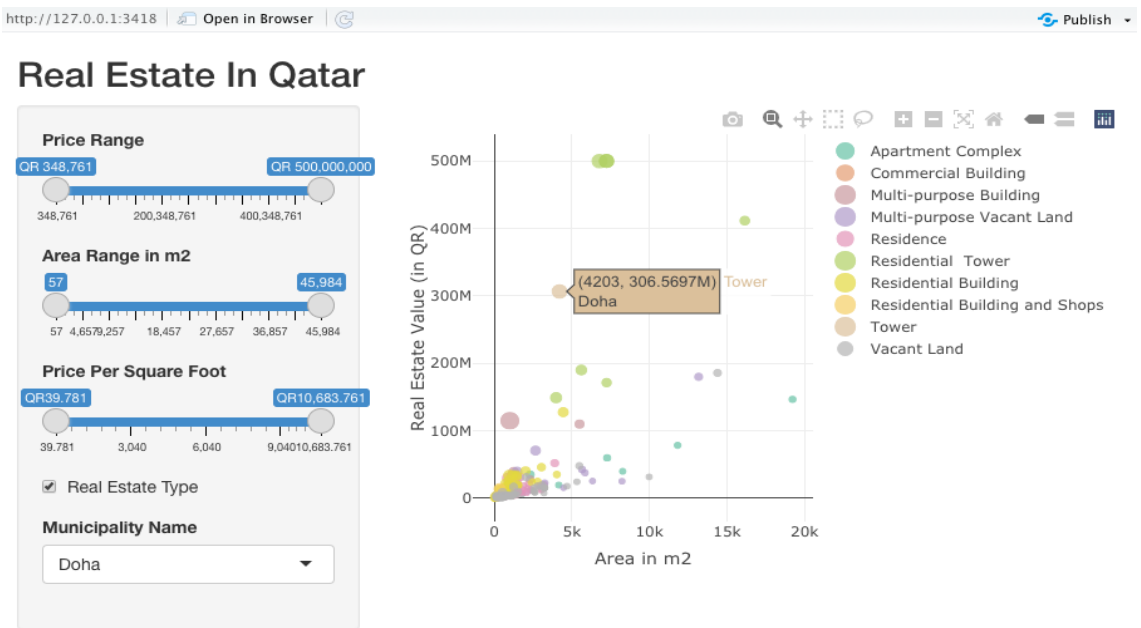 http://127.0.0.1:3418 Open in Browser Publish
Real Estate In Qatar
Price Range
QR 348,761 QR 500,000,000
348,761 200,348,761 400,348,761
Area Range in m2
57 45,984
57 4,6579,257 18,457 27,657 36,857 45,984
Price Per Square Foot
QR39.781 QR10,683.761
39.781 3,040 6,040 9,04010,683.761
Real Estate Type
Municipality Name
Doha
Real Estate Value (in QR)
500M
400M
300M
200M
100M
0
(4203, 306.5697M) Tower
Doha
0 5k 10k 15k 20k
Area in m2
Apartment Complex
Commercial Building
Multi-purpose Building
Multi-purpose Vacant Land
Residence
Residential  Tower
Residential Building
Residential Building and Shops
Tower
Vacant Land